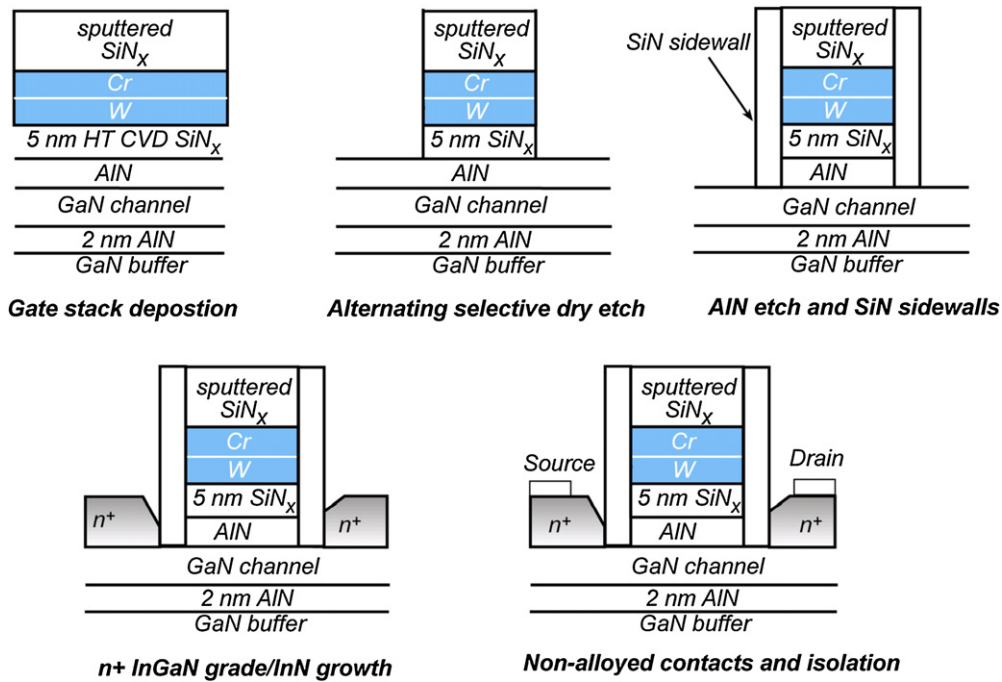 sputtered
SiNx
Cr
W
5 nm HT CVD SiNx
AlN
GaN channel
2 nm AlN
GaN buffer
Gate stack depostion
sputtered
SiNx
Cr
W
5 nm SiNx
AlN
GaN channel
2 nm AlN
GaN buffer
Alternating selective dry etch
SiN sidewall
sputtered
SiNx
Cr
W
5 nm SiNx
AlN
GaN channel
2 nm AlN
GaN buffer
AlN etch and SiN sidewalls
sputtered
SiNx
Cr
W
5 nm SiNx
n+
n+
AlN
GaN channel
2 nm AlN
GaN buffer
n+ InGaN grade/InN growth
sputtered
SiNx
Cr
Source
Drain
W
5 nm SiNx
n+
n+
AlN
GaN channel
2 nm AlN
GaN buffer
Non-alloyed contacts and isolation